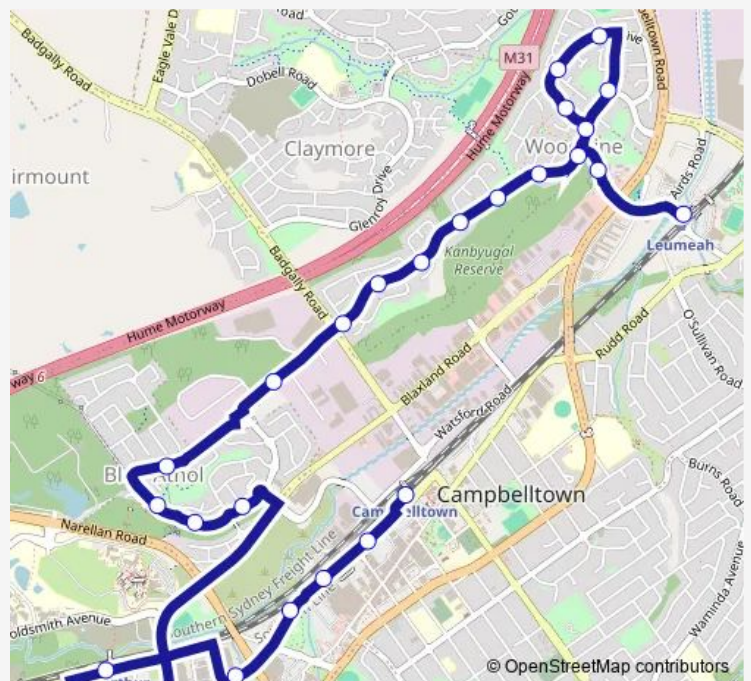 Road
Badgally Road
Eagle Vale D
Dobell Road
M31
Hume Motorway
Claymore
irmount
Glenroy Drive
Airds Road
Leumeah
Kanbyugal
Reserve
Badgally Road
Hume Motorway
way 6
Blaxland Road
Rudd Road
O'Sullivan Road
Watsford Road
Burns Road
Campbelltown
Narellan Road
Southern Sydney Freight Line
oldsmith Avenue
Waminda Avenue
© OpenStreetMap contributors